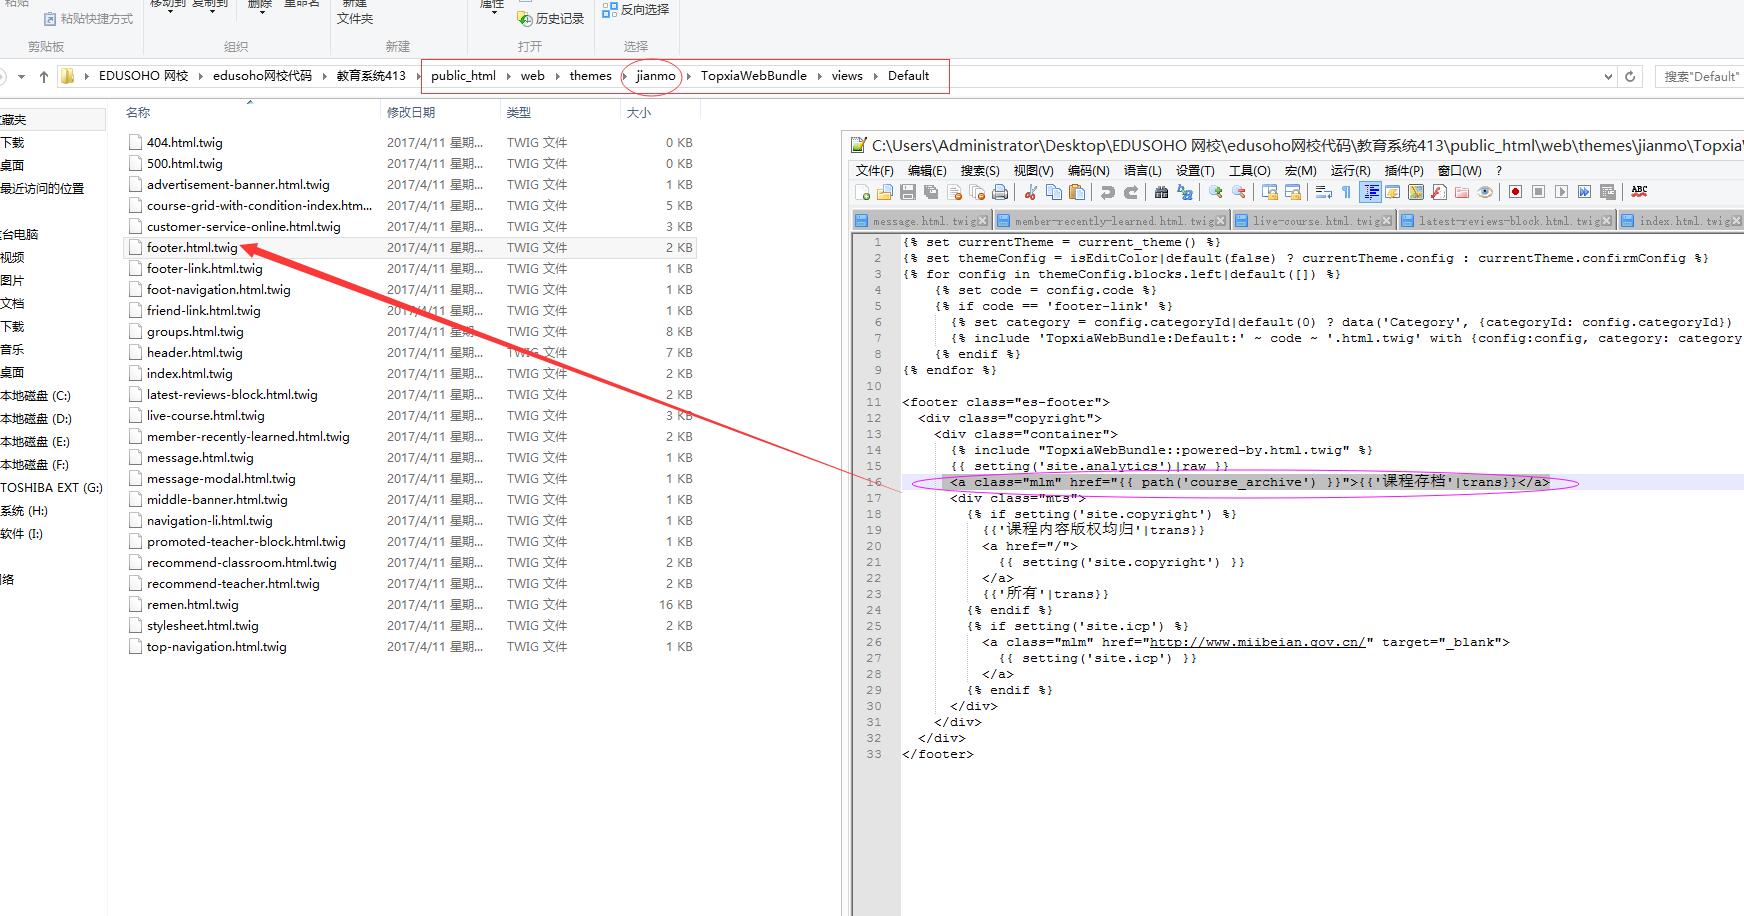 粘贴
粘贴快捷方式
移动到 复制到
删除
重命名
新建
文件夹
属性
历史记录
反向选择
剪贴板
组织
新建
打开
选择
EDUSOHO 网校
edusoho网校代码
教育系统413
public_html
web
themes
jianmo
TopxiaWebBundle
views
Default
搜索"Default"
名称
修改日期
类型
大小
藏夹
下载
桌面
最近访问的位置
台电脑
视频
图片
文档
下载
音乐
桌面
本地磁盘 (C:)
本地磁盘 (D:)
本地磁盘 (E:)
本地磁盘 (F:)
TOSHIBA EXT (G:)
系统 (H:)
软件 (I:)
络
404.html.twig 2017/4/11 星期... TWIG 文件 0 KB
500.html.twig 2017/4/11 星期... TWIG 文件 0 KB
advertisement-banner.html.twig 2017/4/11 星期... TWIG 文件 1 KB
course-grid-with-condition-index.htm... 2017/4/11 星期... TWIG 文件 5 KB
customer-service-online.html.twig 2017/4/11 星期... TWIG 文件 3 KB
footer.html.twig 2017/4/11 星期... TWIG 文件 2 KB
footer-link.html.twig 2017/4/11 星期... TWIG 文件 1 KB
foot-navigation.html.twig 2017/4/11 星期... TWIG 文件 1 KB
friend-link.html.twig 2017/4/11 星期... TWIG 文件 1 KB
groups.html.twig 2017/4/11 星期... TWIG 文件 8 KB
header.html.twig 2017/4/11 星期... TWIG 文件 7 KB
index.html.twig 2017/4/11 星期... TWIG 文件 2 KB
latest-reviews-block.html.twig 2017/4/11 星期... TWIG 文件 2 KB
live-course.html.twig 2017/4/11 星期... TWIG 文件 3 KB
member-recently-learned.html.twig 2017/4/11 星期... TWIG 文件 2 KB
message.html.twig 2017/4/11 星期... TWIG 文件 1 KB
message-modal.html.twig 2017/4/11 星期... TWIG 文件 2 KB
middle-banner.html.twig 2017/4/11 星期... TWIG 文件 1 KB
navigation-li.html.twig 2017/4/11 星期... TWIG 文件 1 KB
promoted-teacher-block.html.twig 2017/4/11 星期... TWIG 文件 1 KB
recommend-classroom.html.twig 2017/4/11 星期... TWIG 文件 2 KB
recommend-teacher.html.twig 2017/4/11 星期... TWIG 文件 2 KB
remen.html.twig 2017/4/11 星期... TWIG 文件 16 KB
stylesheet.html.twig 2017/4/11 星期... TWIG 文件 2 KB
top-navigation.html.twig 2017/4/11 星期... TWIG 文件 1 KB
C:\Users\Administrator\Desktop\EDUSOHO 网校\edusoho网校代码\教育系统413\public_html\web\themes\jianmo\Topxia
文件(F) 编辑(E) 搜索(S) 视图(V) 编码(N) 语言(L) 设置(T) 工具(O) 宏(M) 运行(R) 插件(P) 窗口(W) ?
ABC
message.html.twig member-recently-learned.html.twig live-course.html.twig latest-reviews-block.html.twig index.html.twig
1 {% set currentTheme = current_theme() %}
2 {% set themeConfig = isEditColor|default(false) ? currentTheme.config : currentTheme.confirmConfig %}
3 {% for config in themeConfig.blocks.left|default([]) %}
4 {% set code = config.code %}
5 {% if code == 'footer-link' %}
6 {% set category = config.categoryId|default(0) ? data('Category', {categoryId: config.categoryId})
7 {% include 'TopxiaWebBundle:Default:' ~ code ~ '.html.twig' with {config:config, category: category
8 {% endif %}
9 {% endfor %}
10
11 <footer class="es-footer">
12 <div class="copyright">
13 <div class="container">
14 {% include "TopxiaWebBundle::powered-by.html.twig" %}
15 {{ setting('site.analytics')|raw }}
16 <a class="mlm" href="{{ path('course_archive') }}">{{'课程存档'|trans}}</a>
17 <div class="mts">
18 {% if setting('site.copyright') %}
19 {{'课程内容版权均归'|trans}}
20 <a href="/">
21 {{ setting('site.copyright') }}
22 </a>
23 {{'所有'|trans}}
24 {% endif %}
25 {% if setting('site.icp') %}
26 <a class="mlm" href="http://www.miibeian.gov.cn/" target="_blank">
27 {{ setting('site.icp') }}
28 </a>
29 {% endif %}
30 </div>
31 </div>
32 </div>
33 </footer>